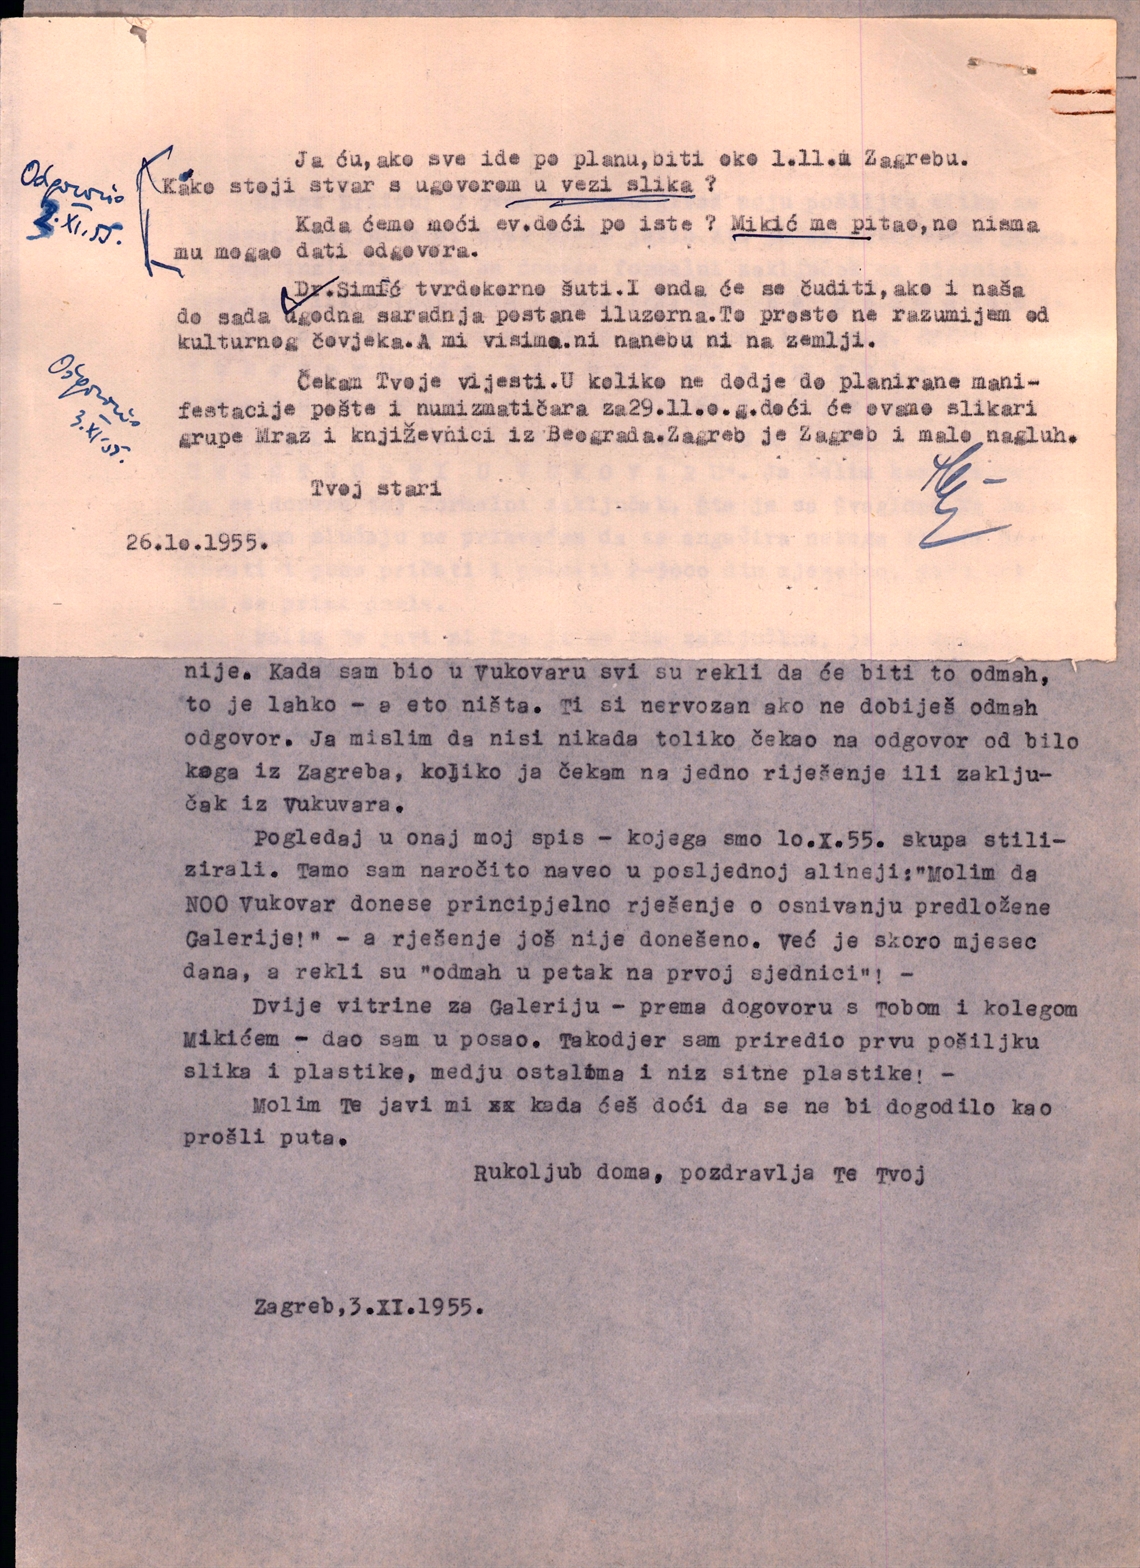 Ja ću,ako sve ide po planu,biti oko l.ll.u Zagrebu.
Kako stoji stvar s ugovorom u vezi slika ?
Kada ćemo moći ev.doći po iste ? Mikić me pitao,no nisma
mu mogao dati odgovora.
Dr.Simić tvrdokorno šuti.I onda će se čuditi,ako i naša
do sada ugodna saradnja postane iluzorna.To prosto ne razumijem od
kulturnog čovjeka.A mi visimo.ni nanebu ni na zemlji.
Čekam Tvoje vijesti.U koliko ne dodje do planirane mani-
festacije pošte i numizmatičara za29.ll.o.g.doći će ovamo slikari
grupe Mraz i književnici iz Beograda.Zagreb je Zagreb i malo nagluh.
Tvoj stari
26.lo.1955.
Odgovorio
3.XI.55.
Odgovorio
3.XI.55.
nije. Kada sam bio u Vukovaru svi su rekli da će biti to odmah,
to je lahko - a eto ništa. Ti si nervozan ako ne dobiješ odmah
odgovor. Ja mislim da nisi nikada toliko čekao na odgovor od bilo
koga iz Zagreba, koliko ja čekam na jedno riješenje ili zaklju-
čak iz Vukuvara.
Pogledaj u onaj moj spis - kojega smo lo.X.55. skupa stili-
zirali. Tamo sam naročito naveo u posljednoj alineji:"Molim da
NOO Vukovar donese principjelno rješenje o osnivanju predložene
Galerije!" - a rješenje još nije donešeno. Već je skoro mjesec
dana, a rekli su "odmah u petak na prvoj sjednici"! -
Dvije vitrine za Galeriju - prema dogovoru s Tobom i kolegom
Mikićem - dao sam u posao. Takodjer sam priredio prvu pošiljku
slika i plastike, medju ostalima i niz sitne plastike! -
Molim Te javi mi xx kada ćeš doći da se ne bi dogodilo kao
prošli puta.
Rukoljub doma, pozdravlja Te Tvoj
Zagreb,3.XI.1955.